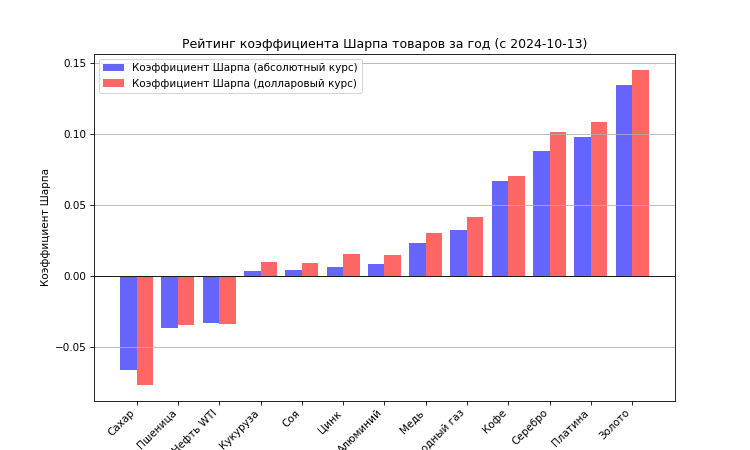 Рейтинг коэффициента Шарпа товаров за год (с 2024-10-13)
Коэффициент Шарпа (абсолютный курс)
Коэффициент Шарпа (долларовый курс)
Коэффициент Шарпа
0.15
0.10
0.05
0.00
−0.05
Сахар
Пшеница
Нефть WTI
Кукуруза
Соя
Цинк
Алюминий
Медь
одный газ
Кофе
Серебро
Платина
Золото